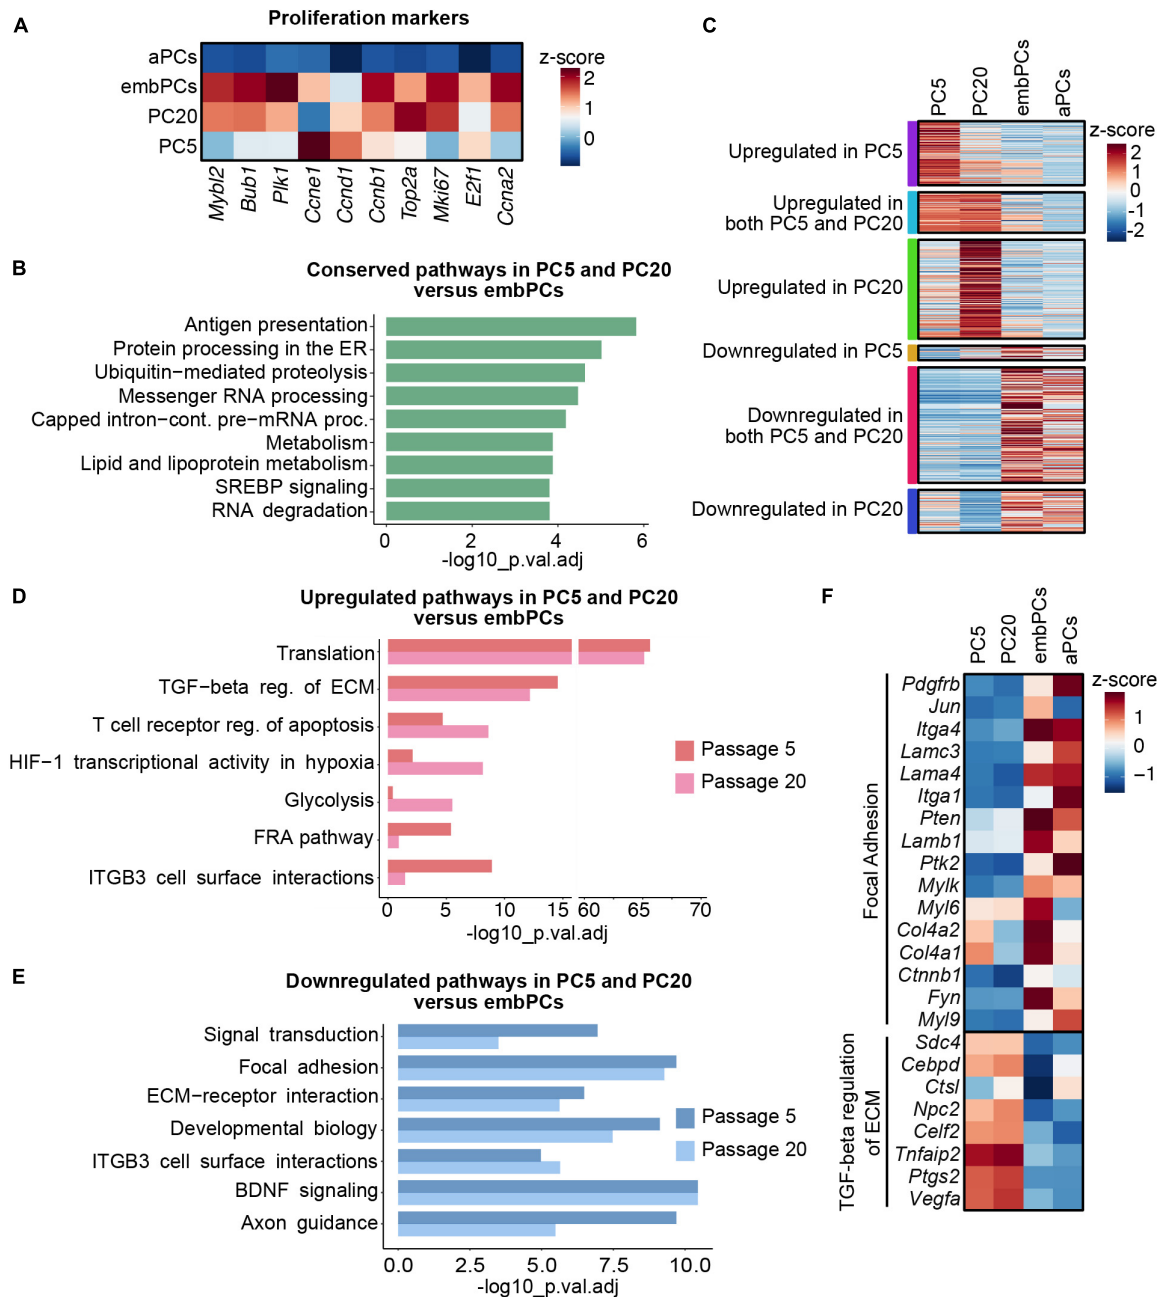 A
Proliferation markers
aPCs
embPCs
PC20
PC5
z-score
2
1
0
Mybl2
Bub1
Plk1
Ccne1
Ccnd1
Ccnb1
Top2a
Mki67
E2f1
Ccna2
B
Conserved pathways in PC5 and PC20
versus embPCs
Antigen presentation
Protein processing in the ER
Ubiquitin−mediated proteolysis
Messenger RNA processing
Capped intron-cont. pre−mRNA proc.
Metabolism
Lipid and lipoprotein metabolism
SREBP signaling
RNA degradation
0 2 4 6
-log10_p.val.adj
C
PC5
PC20
embPCs
aPCs
z-score
2
1
0
-1
-2
Upregulated in PC5
Upregulated in
both PC5 and PC20
Upregulated in PC20
Downregulated in PC5
Downregulated in
both PC5 and PC20
Downregulated in PC20
D
Upregulated pathways in PC5 and PC20
versus embPCs
Translation
TGF−beta reg. of ECM
T cell receptor reg. of apoptosis
HIF−1 transcriptional activity in hypoxia
Glycolysis
FRA pathway
ITGB3 cell surface interactions
Passage 5
Passage 20
0 5 10 15 60 65 70
-log10_p.val.adj
E
Downregulated pathways in PC5 and PC20
versus embPCs
Signal transduction
Focal adhesion
ECM−receptor interaction
Developmental biology
ITGB3 cell surface interactions
BDNF signaling
Axon guidance
Passage 5
Passage 20
0.0 2.5 5.0 7.5 10.0
-log10_p.val.adj
F
PC5
PC20
embPCs
aPCs
z-score
1
0
−1
Focal Adhesion
Pdgfrb
Jun
Itga4
Lamc3
Lama4
Itga1
Pten
Lamb1
Ptk2
Mylk
Myl6
Col4a2
Col4a1
Ctnnb1
Fyn
Myl9
TGF-beta regulation
of ECM
Sdc4
Cebpd
Ctsl
Npc2
Celf2
Tnfaip2
Ptgs2
Vegfa